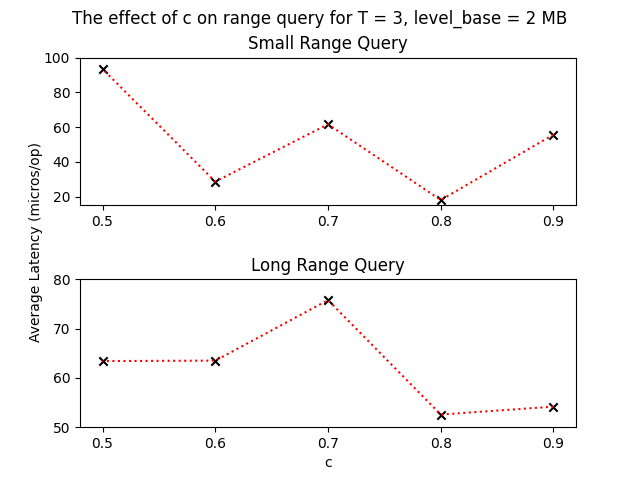 The effect of c on range query for T = 3, level_base = 2 MB
Small Range Query
100
80
60
40
20
0.5 0.6 0.7 0.8 0.9
Average Latency (micros/op)
Long Range Query
80
70
60
50
0.5 0.6 0.7 0.8 0.9
c